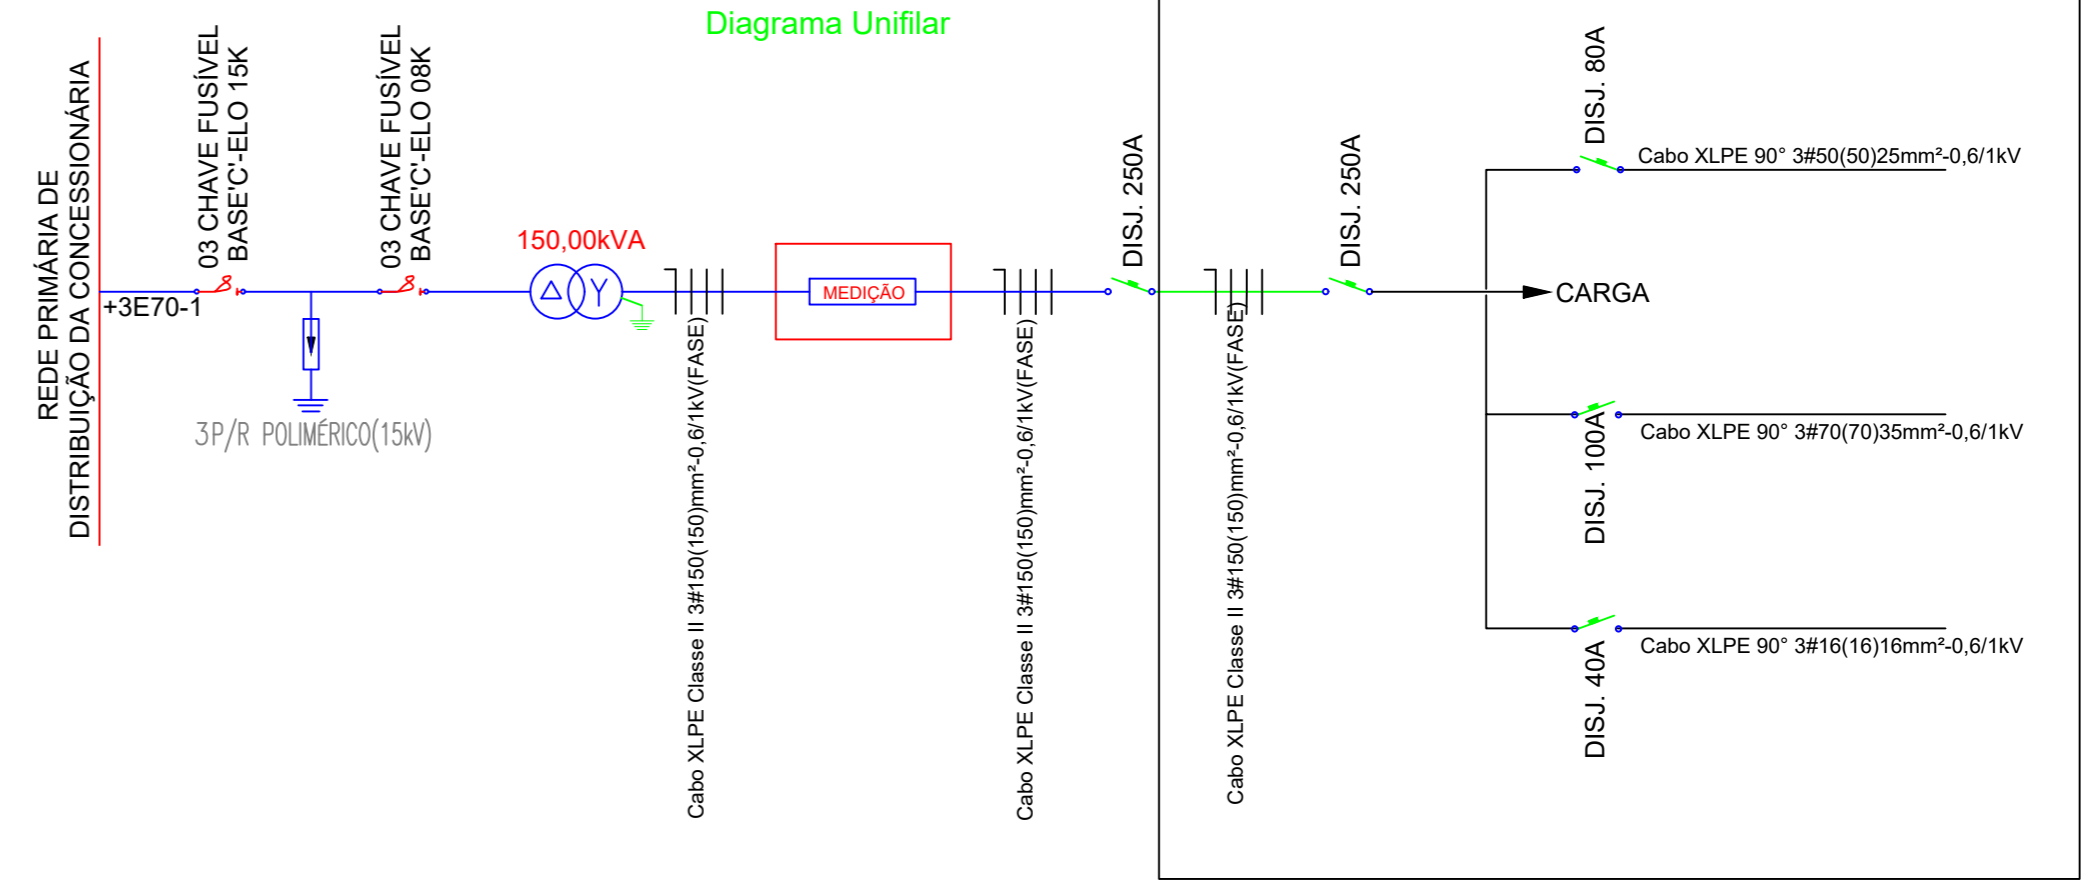 Diagrama Unifilar
REDE PRIMÁRIA DE
DISTRIBUIÇÃO DA CONCESSIONÁRIA
+3E70-1
03 CHAVE FUSÍVEL
BASE'C'-ELO 15K
3P/R POLIMÉRICO(15kV)
03 CHAVE FUSÍVEL
BASE'C'-ELO 08K
150,00kVA
Cabo XLPE Classe II 3#150(150)mm²-0,6/1kV(FASE)
MEDIÇÃO
Cabo XLPE Classe II 3#150(150)mm²-0,6/1kV(FASE)
DISJ. 250A
Cabo XLPE Classe II 3#150(150)mm²-0,6/1kV(FASE)
DISJ. 250A
DISJ. 80A
Cabo XLPE 90° 3#50(50)25mm²-0,6/1kV
CARGA
DISJ. 100A
Cabo XLPE 90° 3#70(70)35mm²-0,6/1kV
DISJ. 40A
Cabo XLPE 90° 3#16(16)16mm²-0,6/1kV